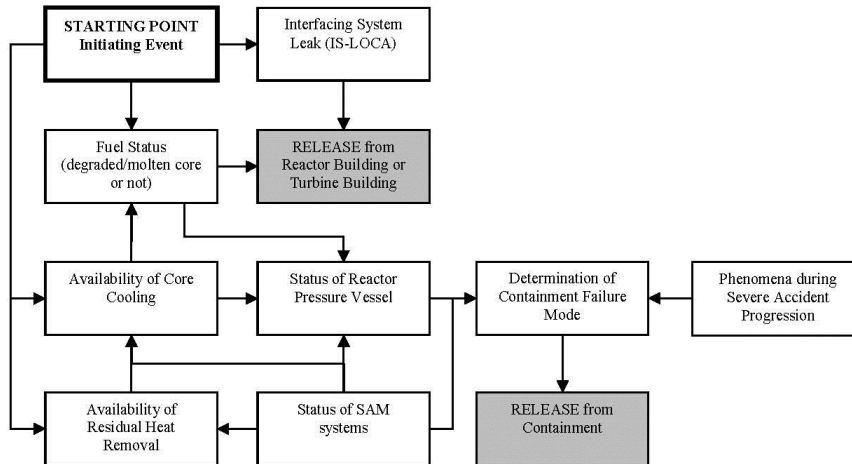 STARTING POINT
Initiating Event
Interfacing System
Leak (IS-LOCA)
Fuel Status
(degraded/molten core
or not)
RELEASE from
Reactor Building or
Turbine Building
Availability of Core
Cooling
Status of Reactor
Pressure Vessel
Determination of
Containment Failure
Mode
Phenomena during
Severe Accident
Progression
Availability of
Residual Heat
Removal
Status of SAM
systems
RELEASE from
Containment